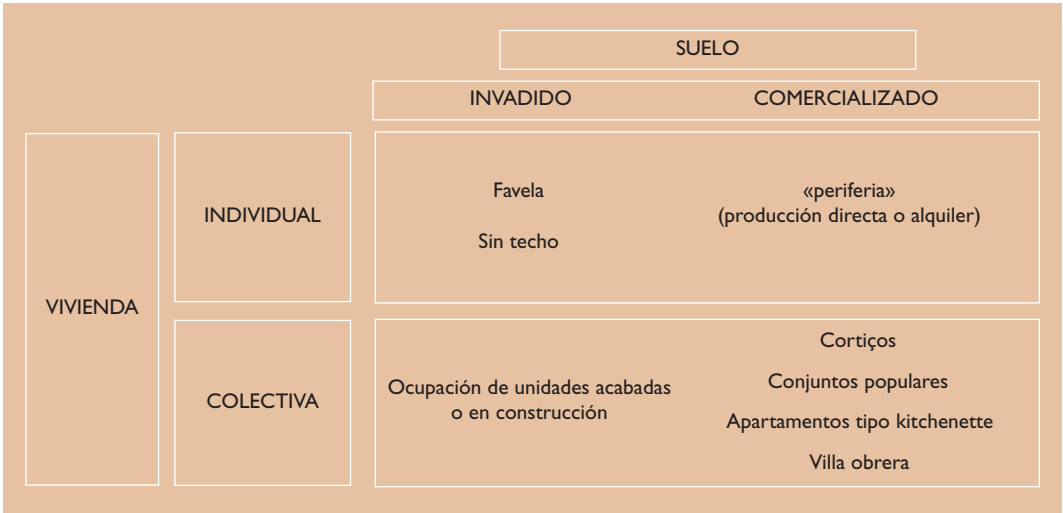 SUELO
INVADIDO
COMERCIALIZADO
VIVIENDA
INDIVIDUAL
Favela
Sin techo
«periferia»
(producción directa o alquiler)
COLECTIVA
Ocupación de unidades acabadas
o en construcción
Cortiços
Conjuntos populares
Apartamentos tipo kitchenette
Villa obrera